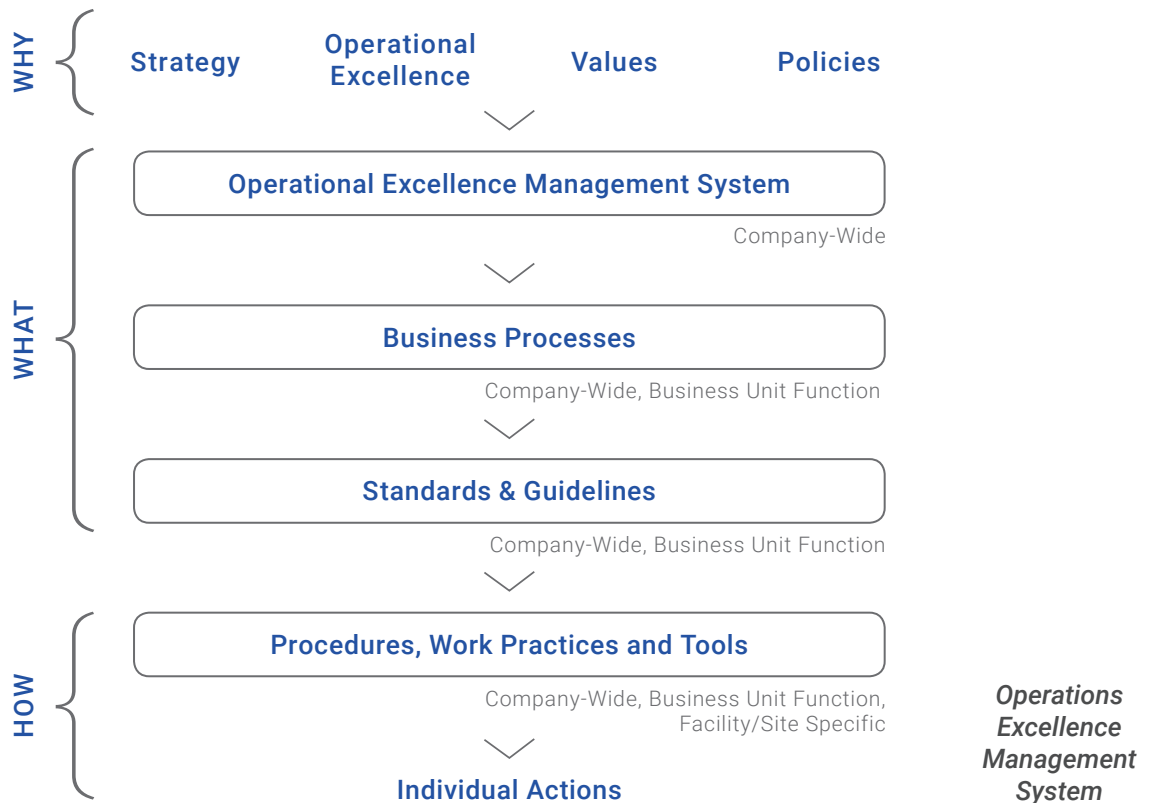 WHY
Strategy
Operational
Excellence
Values
Policies
WHAT
Operational Excellence Management System
Company-Wide
Business Processes
Company-Wide, Business Unit Function
Standards & Guidelines
Company-Wide, Business Unit Function
HOW
Procedures, Work Practices and Tools
Company-Wide, Business Unit Function,
Facility/Site Specific
Individual Actions
Operations
Excellence
Management
System